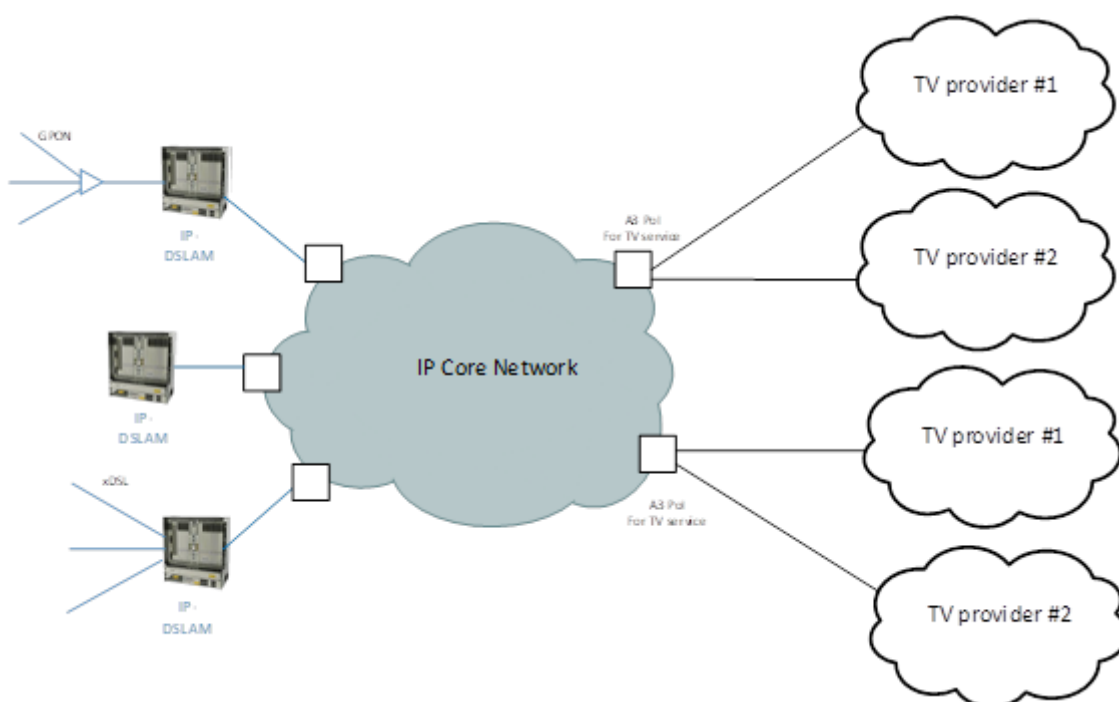 TV provider #1
GPON
IP-
DSLAM
A3 PoI
For TV service
TV provider #2
IP Core Network
IP-
DSLAM
TV provider #1
xDSL
A3 PoI
For TV service
IP-
DSLAM
TV provider #2